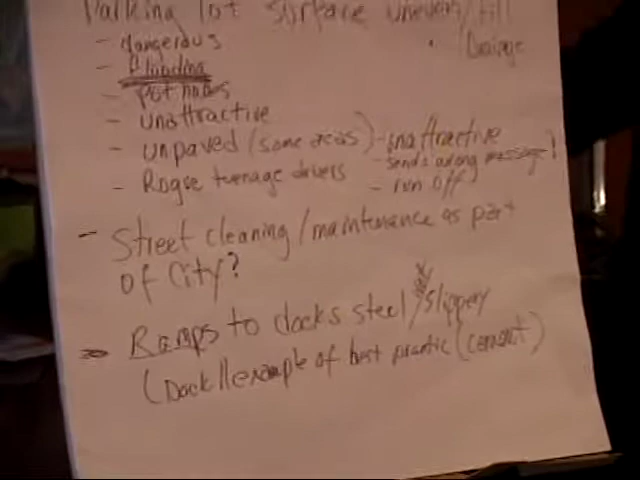 Parking lot surface uneven/fill
- dangerous . Drainage
- flooding
- pot holes
- unattractive
- unpaved (some areas) - unattractive
- sends wrong message!
- Rogue teenage drivers - run off
- Street cleaning/maintenance as part
of City?
- Ramps to docks steel/slippery
(Dock 11 example of best practic (cement)